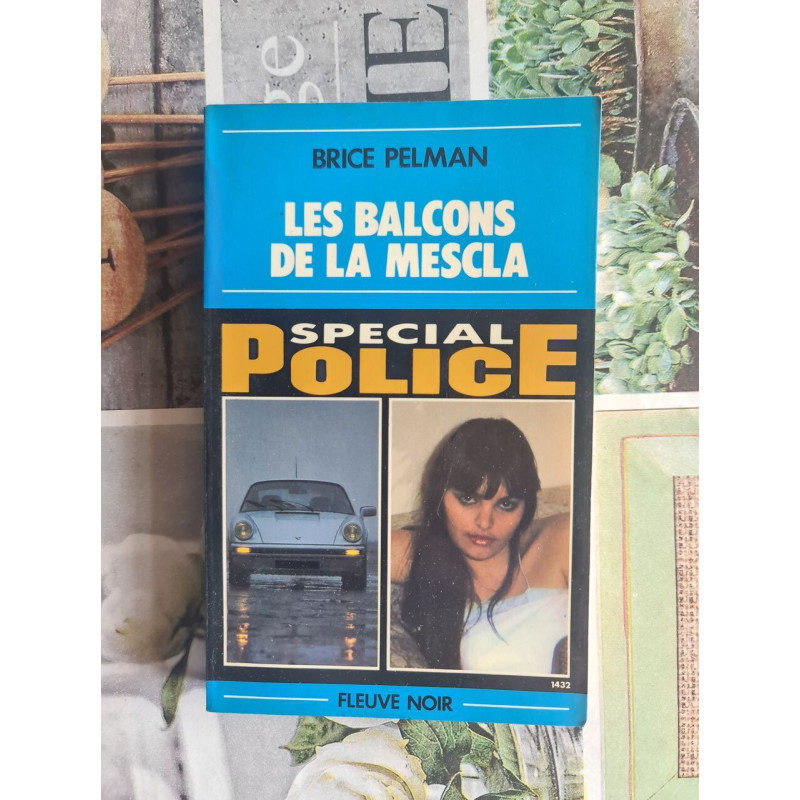 BRICE PELMAN
LES BALCONS
DE LA MESCLA
SPECIAL
POLICE
1432
FLEUVE NOIR